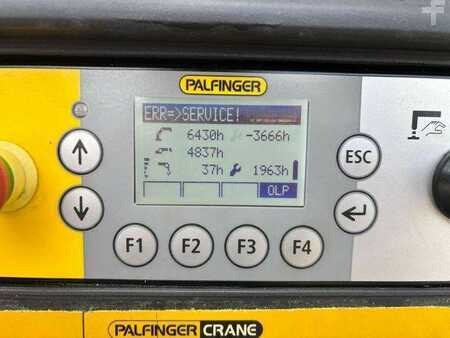 PALFINGER
ERR=>SERVICE!
6430h -3666h
4837h
37h 1963h
OLP
ESC
F1 F2 F3 F4
PALFINGER CRANE